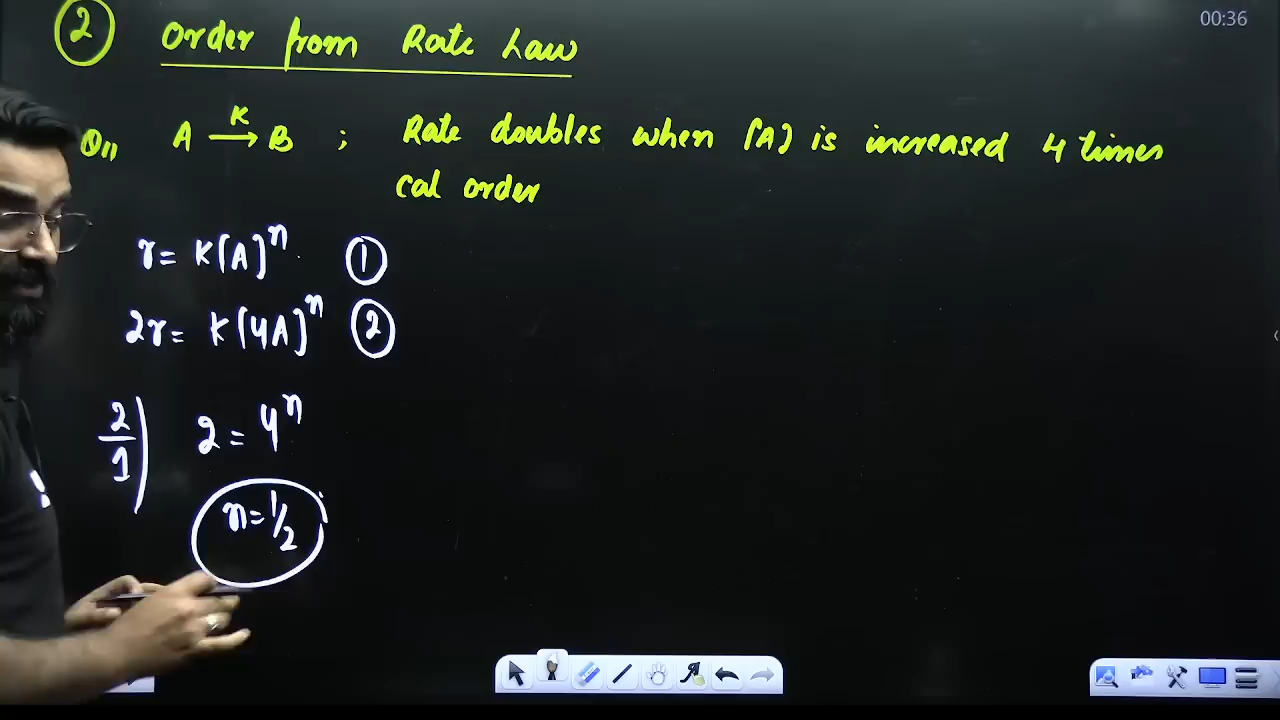 00:36
② Order from Rate Law
Q11 A K→ B ; Rate doubles when [A] is increased 4 times
cal order
r = K[A]^n. ①
2r = K[4A]^n ②
2/1) 2 = 4^n
n = 1/2